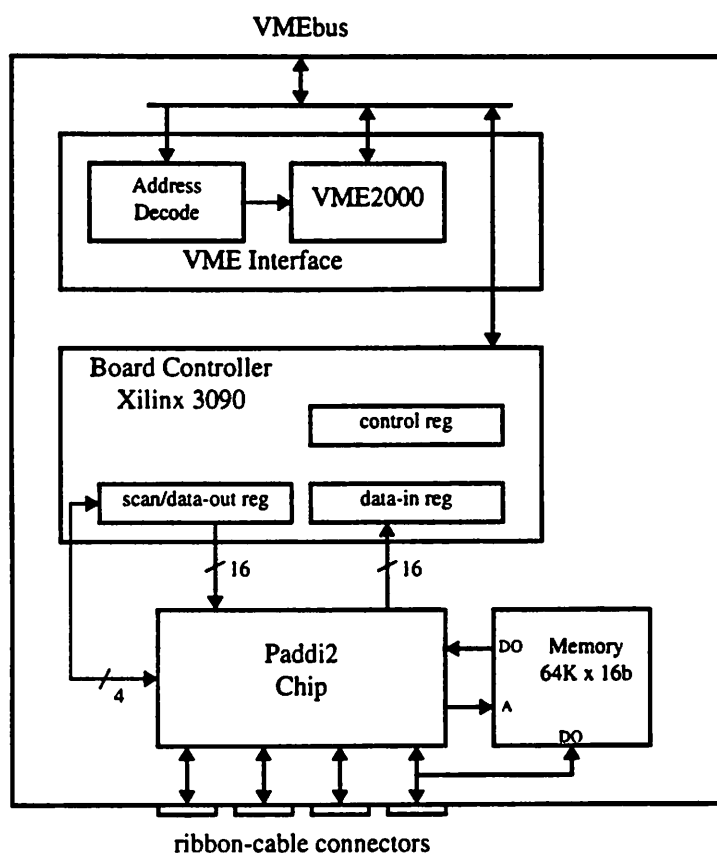 VMEbus
Address
Decode
VME2000
VME Interface
Board Controller
Xilinx 3090
control reg
scan/data-out reg
data-in reg
16
16
Paddi2
Chip
DO
Memory
64K x 16b
4
A
DO
ribbon-cable connectors